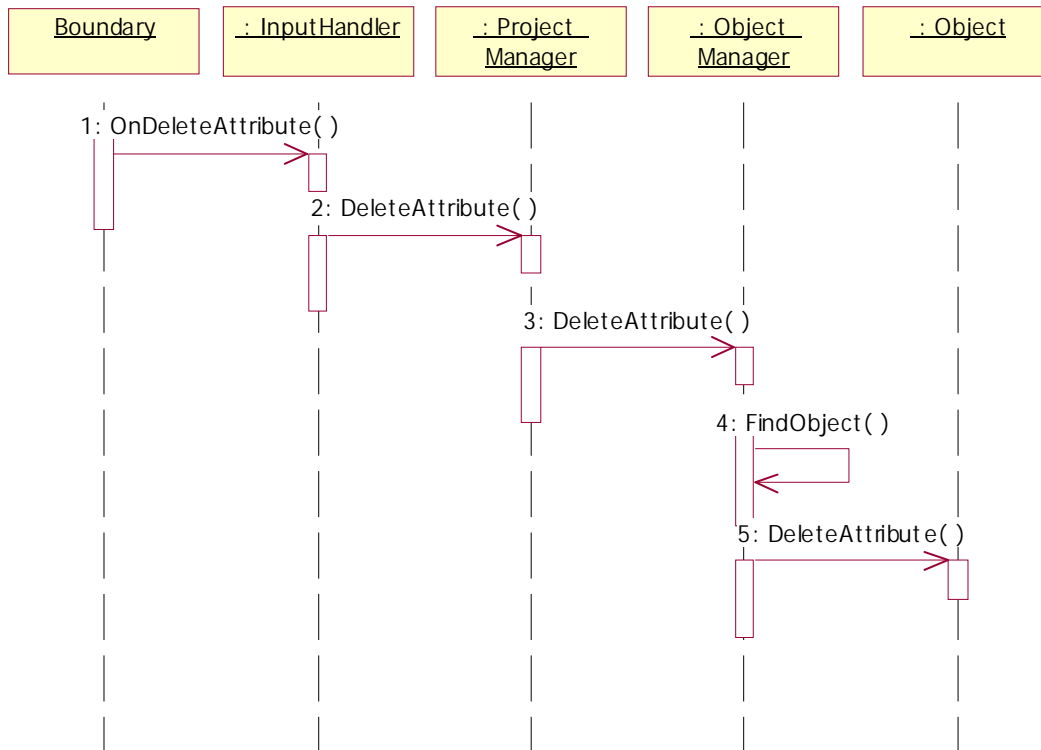 Boundary
: InputHandler
: Project
Manager
: Object
Manager
: Object
1: OnDeleteAttribute( )
2: DeleteAttribute( )
3: DeleteAttribute( )
4: FindObject( )
5: DeleteAttribute( )